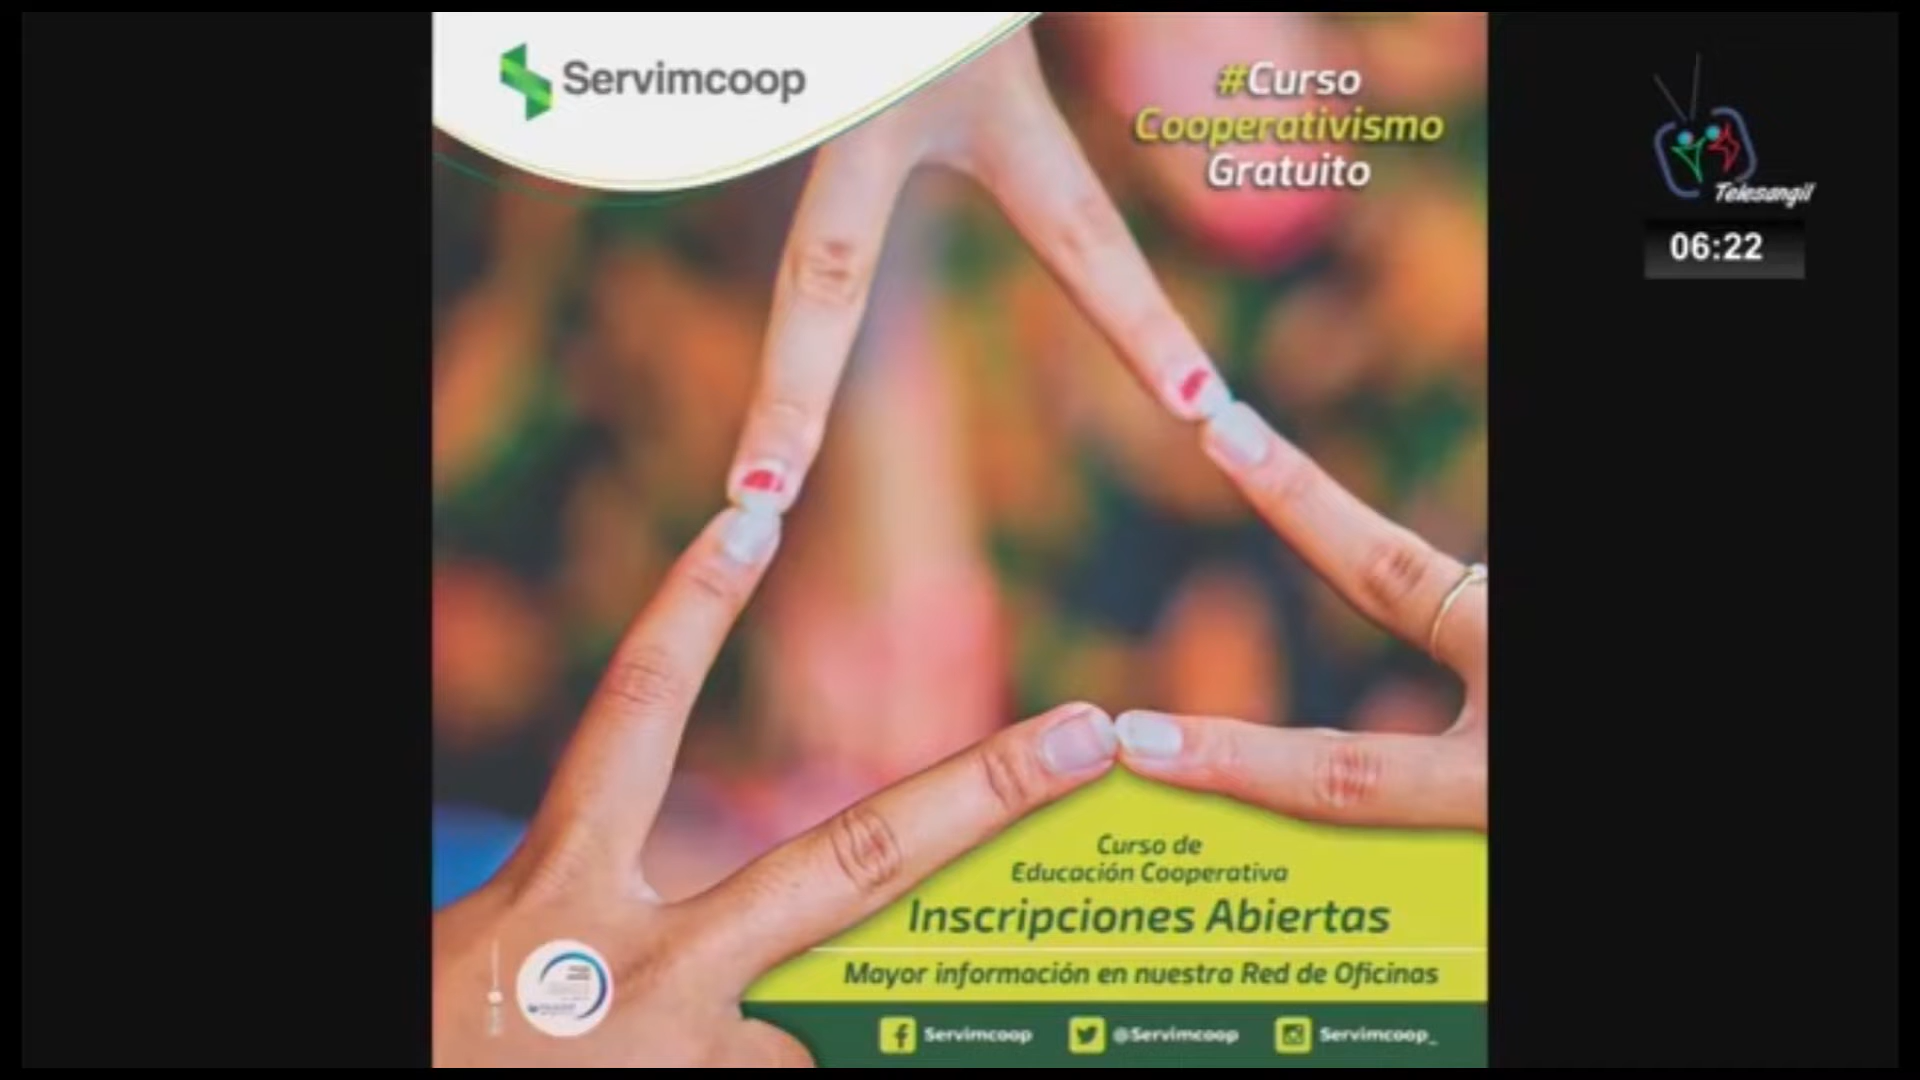 Servimcoop
#Curso
Cooperativismo
Gratuito
Telesangil
06:22
Curso de
Educación Cooperativa
Inscripciones Abiertas
Mayor información en nuestra Red de Oficinas
Servimcoop
@Servimcoop
Servimcoop_